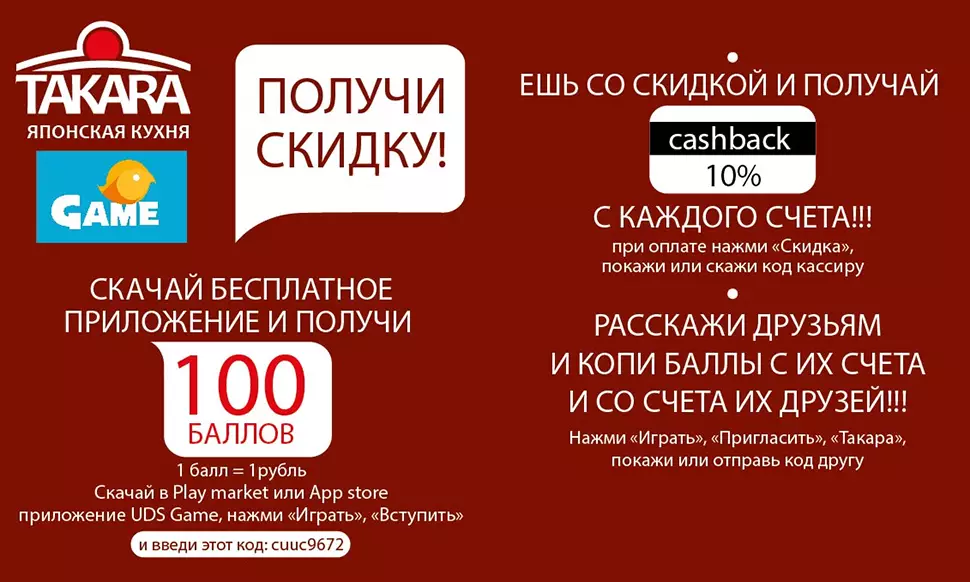 TAKARA
ЯПОНСКАЯ КУХНЯ
GAME
ПОЛУЧИ
СКИДКУ!
СКАЧАЙ БЕСПЛАТНОЕ
ПРИЛОЖЕНИЕ И ПОЛУЧИ
100
БАЛЛОВ
1 балл = 1рубль
Скачай в Play market или App store
приложение UDS Game, нажми «Играть», «Вступить»
и введи этот код: cuuc9672
ЕШЬ СО СКИДКОЙ И ПОЛУЧАЙ
cashback
10%
С КАЖДОГО СЧЕТА!!!
при оплате нажми «Скидка»,
покажи или скажи код кассиру
РАССКАЖИ ДРУЗЬЯМ
И КОПИ БАЛЛЫ С ИХ СЧЕТА
И СО СЧЕТА ИХ ДРУЗЕЙ!!!
Нажми «Играть», «Пригласить», «Такара»,
покажи или отправь код другу